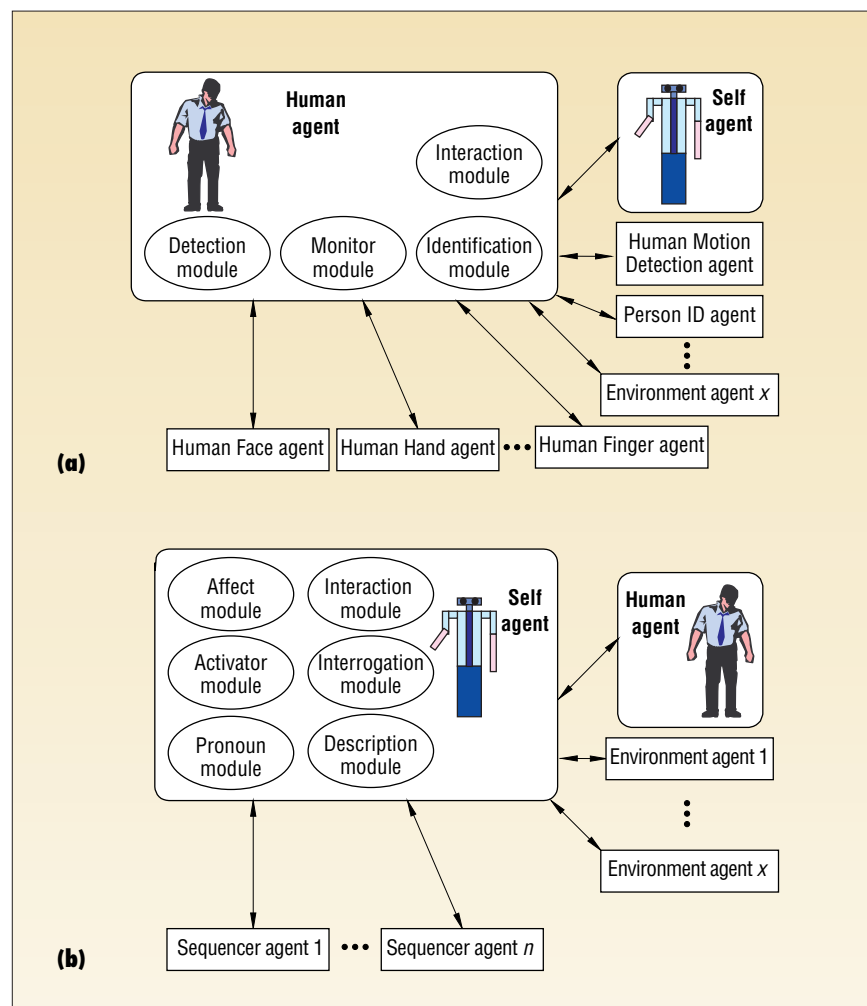 Human
agent
Self
agent
Interaction
module
Detection
module
Monitor
module
Identification
module
Human Motion
Detection agent
Person ID agent
Environment agent x
Human Face agent
Human Hand agent
Human Finger agent
(a)
Affect
module
Interaction
module
Self
agent
Human
agent
Activator
module
Interrogation
module
Pronoun
module
Description
module
Environment agent 1
Environment agent x
Sequencer agent 1
Sequencer agent n
(b)